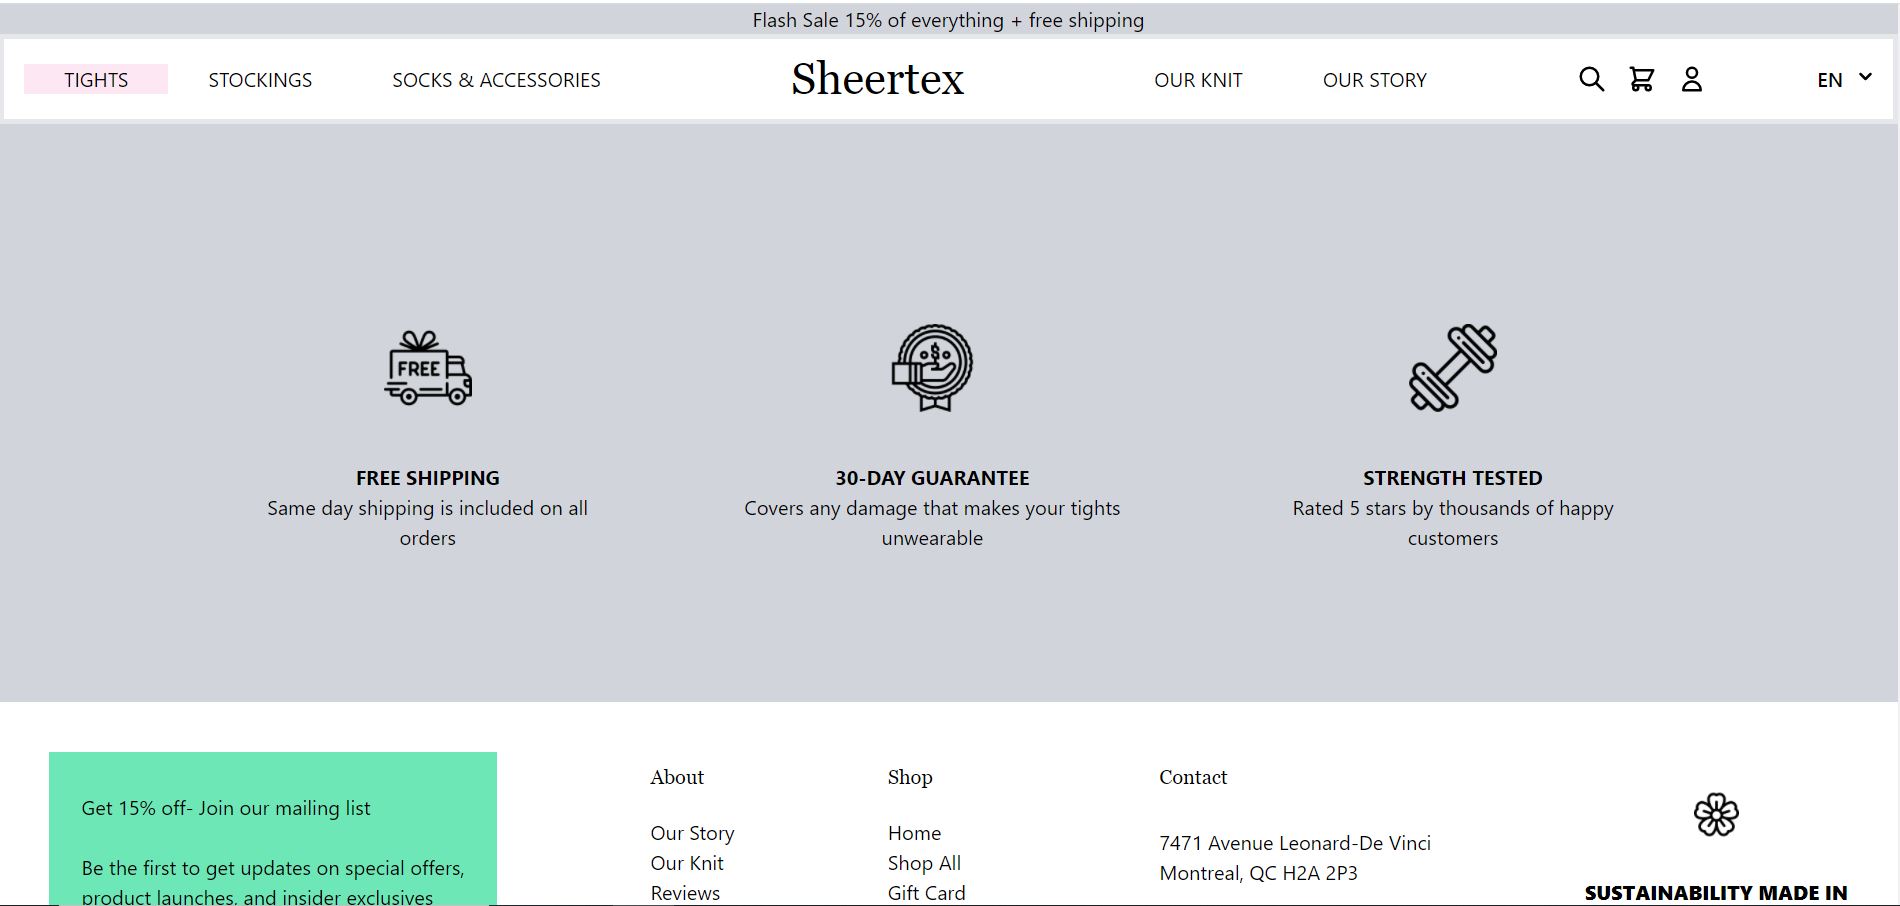 Flash Sale 15% of everything + free shipping
TIGHTS STOCKINGS SOCKS & ACCESSORIES Sheertex OUR KNIT OUR STORY EN
FREE
FREE SHIPPING
Same day shipping is included on all
orders
30-DAY GUARANTEE
Covers any damage that makes your tights
unwearable
STRENGTH TESTED
Rated 5 stars by thousands of happy
customers
Get 15% off- Join our mailing list
Be the first to get updates on special offers,
product launches, and insider exclusives
About
Our Story
Our Knit
Reviews
Shop
Home
Shop All
Gift Card
Contact
7471 Avenue Leonard-De Vinci
Montreal, QC H2A 2P3
SUSTAINABILITY MADE IN